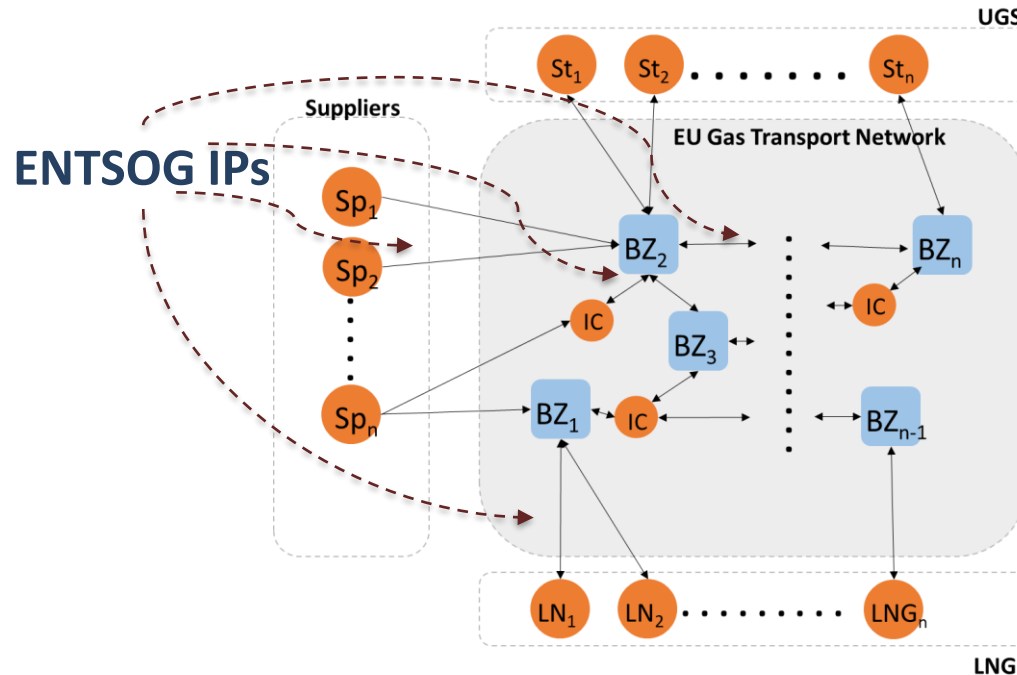 UGS
St1
St2
Stn
Suppliers
EU Gas Transport Network
ENTSOG IPs
Sp1
Sp2
Spn
BZ2
BZn
IC
IC
BZ3
BZ1
IC
BZn-1
LN1
LN2
LNGn
LNG